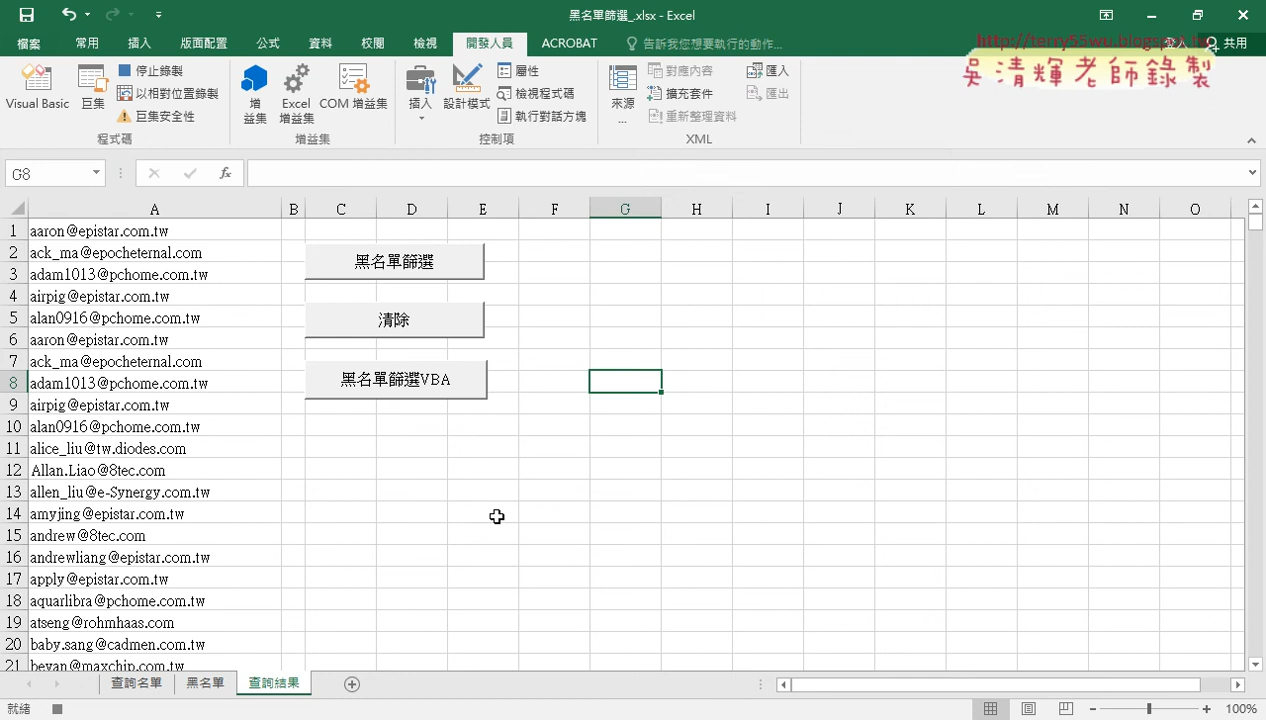 黑名單篩選_.xlsx - Excel
檔案 常用 插入 版面配置 公式 資料 校閱 檢視 開發人員 ACROBAT 告訴我您想要執行的動作... 登入 共用
http://terry55wu.blogspot.tw
吳清輝老師錄製
Visual Basic 巨集 停止錄製 以相對位置錄製 巨集安全性
程式碼
增益集 Excel 增益集 COM 增益集
增益集
插入 設計模式 屬性 檢視程式碼 執行對話方塊
控制項
來源... 對應內容 擴充套件 重新整理資料 匯入 匯出
XML
G8 fx
A B C D E F G H I J K L M N O
1 aaron@epistar.com.tw
2 ack_ma@epocheternal.com
3 adam1013@pchome.com.tw
4 airpig@epistar.com.tw
5 alan0916@pchome.com.tw
6 aaron@epistar.com.tw
7 ack_ma@epocheternal.com
8 adam1013@pchome.com.tw
9 airpig@epistar.com.tw
10 alan0916@pchome.com.tw
11 alice_liu@tw.diodes.com
12 Allan.Liao@8tec.com
13 allen_liu@e-Synergy.com.tw
14 amyjing@epistar.com.tw
15 andrew@8tec.com
16 andrewliang@epistar.com.tw
17 apply@epistar.com.tw
18 aquarlibra@pchome.com.tw
19 atseng@rohmhaas.com
20 baby.sang@cadmen.com.tw
21 bevan@maxchip.com.tw
黑名單篩選
清除
黑名單篩選VBA
查詢名單 黑名單 查詢結果
就緒 100%